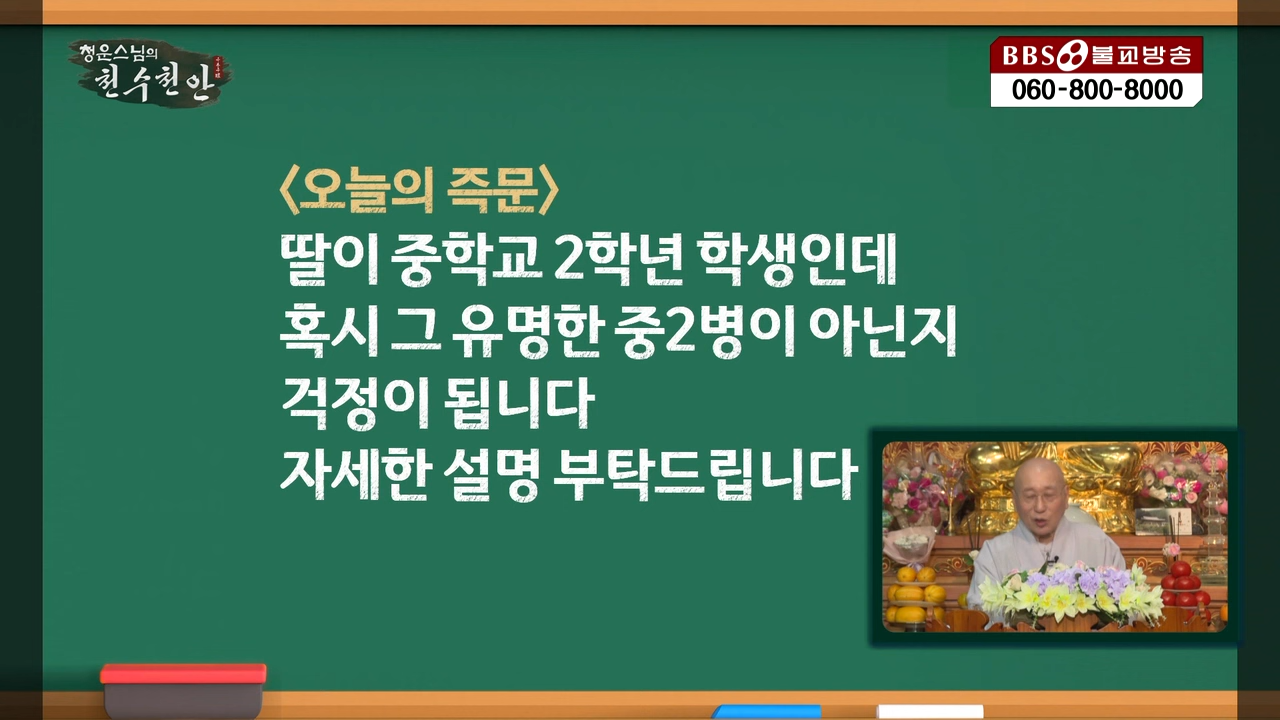 청운스님의
천수천안
BBS 불교방송
060-800-8000
<오늘의 즉문>
딸이 중학교 2학년 학생인데
혹시 그 유명한 중2병이 아닌지
걱정이 됩니다
자세한 설명 부탁드립니다